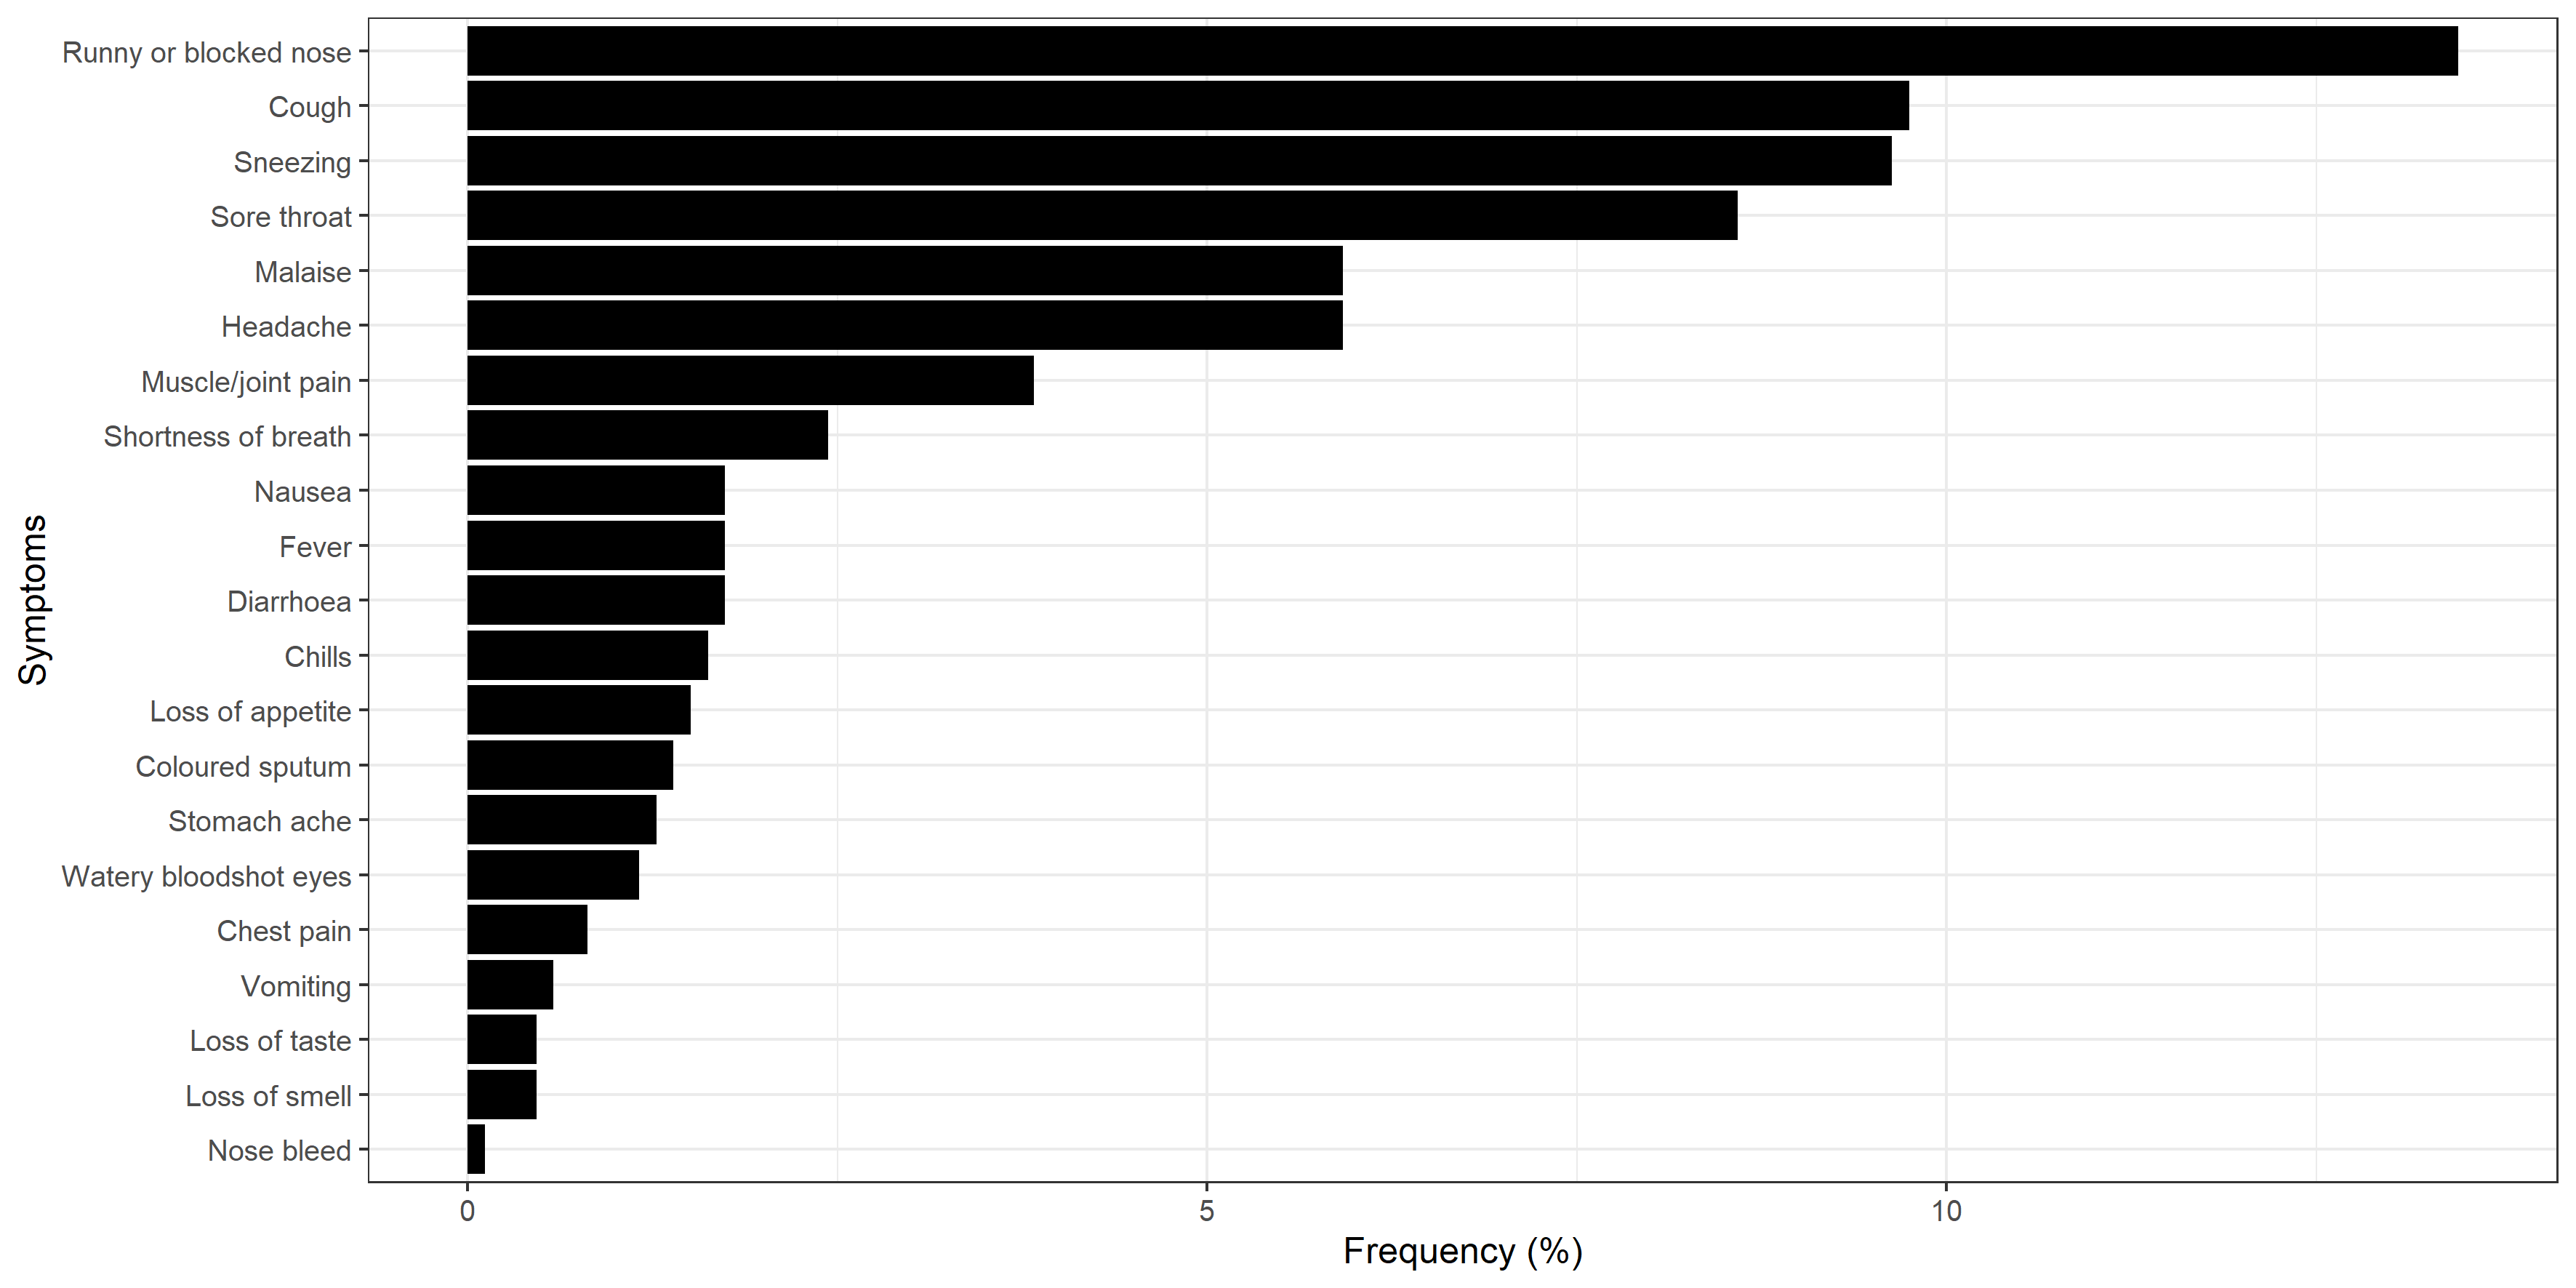 Runny or blocked nose
Cough
Sneezing
Sore throat
Malaise
Headache
Muscle/joint pain
Shortness of breath
Nausea
Fever
Diarrhoea
Chills
Loss of appetite
Coloured sputum
Stomach ache
Watery bloodshot eyes
Chest pain
Vomiting
Loss of taste
Loss of smell
Nose bleed
Symptoms
0 5 10
Frequency (%)